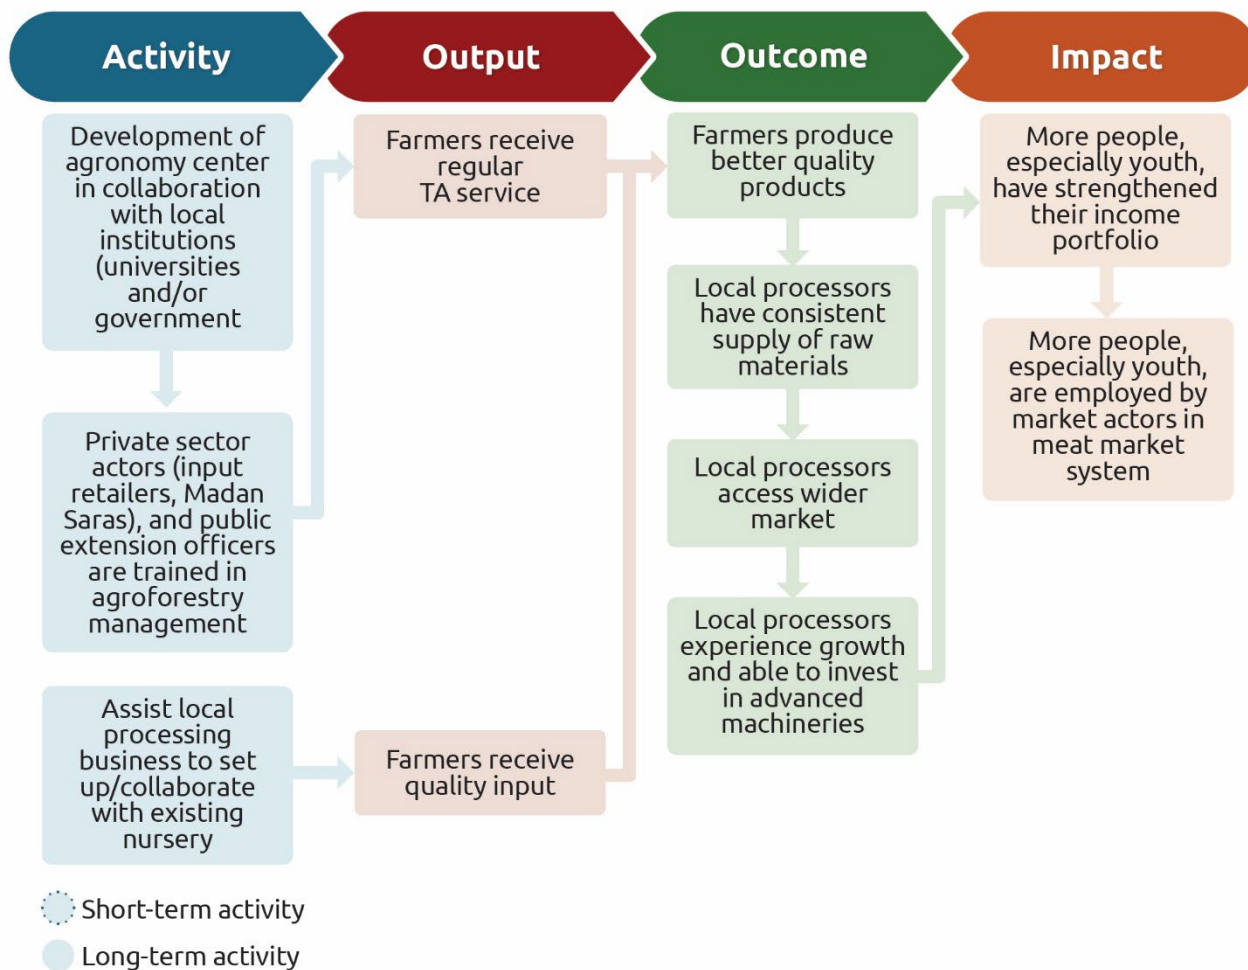 Activity
Output
Outcome
Impact
Development of
agronomy center
in collaboration
with local
institutions
(universities
and/or
government
Private sector
actors (input
retailers, Madan
Saras), and public
extension officers
are trained in
agroforestry
management
Assist local
processing
business to set
up/collaborate
with existing
nursery
Farmers receive
regular
TA service
Farmers receive
quality input
Farmers produce
better quality
products
Local processors
have consistent
supply of raw
materials
Local processors
access wider
market
Local processors
experience growth
and able to invest
in advanced
machineries
More people,
especially youth,
have strengthened
their income
portfolio
More people,
especially youth,
are employed by
market actors in
meat market
system
Short-term activity
Long-term activity